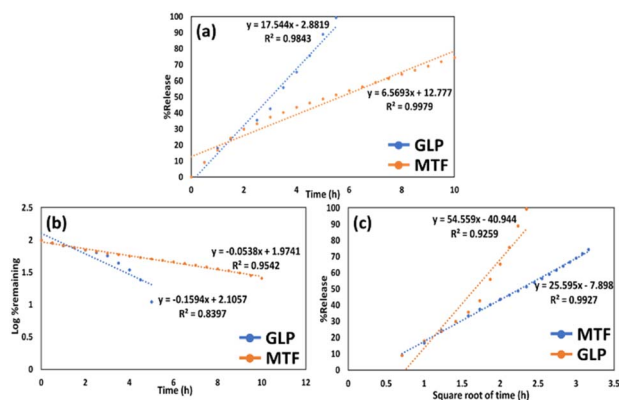 (a)
y = 17.544x - 2.8819
R² = 0.9843
y = 6.5693x + 12.777
R² = 0.9979
GLP
MTF
%Release
100
90
80
70
60
50
40
30
20
10
0
0 2 4 6 8 10
Time (h)
(b)
y = -0.0538x + 1.9741
R² = 0.9542
y = -0.1594x + 2.1057
R² = 0.8397
GLP
MTF
Log %remaining
2.5
2
1.5
1
0.5
0
0 2 4 6 8 10 12
Time (h)
(c)
y = 54.559x - 40.944
R² = 0.9259
y = 25.595x - 7.898
R² = 0.9927
MTF
GLP
%Release
100
90
80
70
60
50
40
30
20
10
0
0 0.5 1 1.5 2 2.5 3 3.5
Square root of time (h)